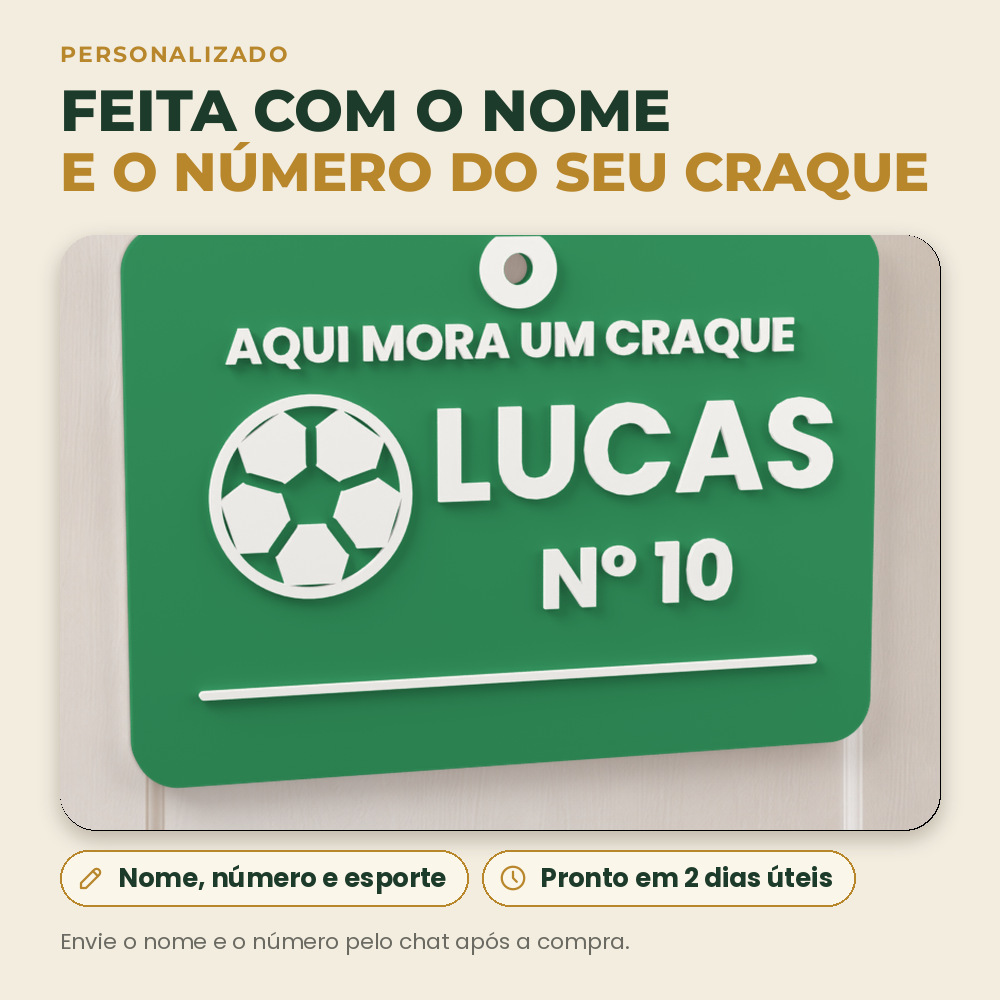 PERSONALIZADO
FEITA COM O NOME
E O NÚMERO DO SEU CRAQUE
AQUI MORA UM CRAQUE
LUCAS
Nº 10
Nome, número e esporte
Pronto em 2 dias úteis
Envie o nome e o número pelo chat após a compra.